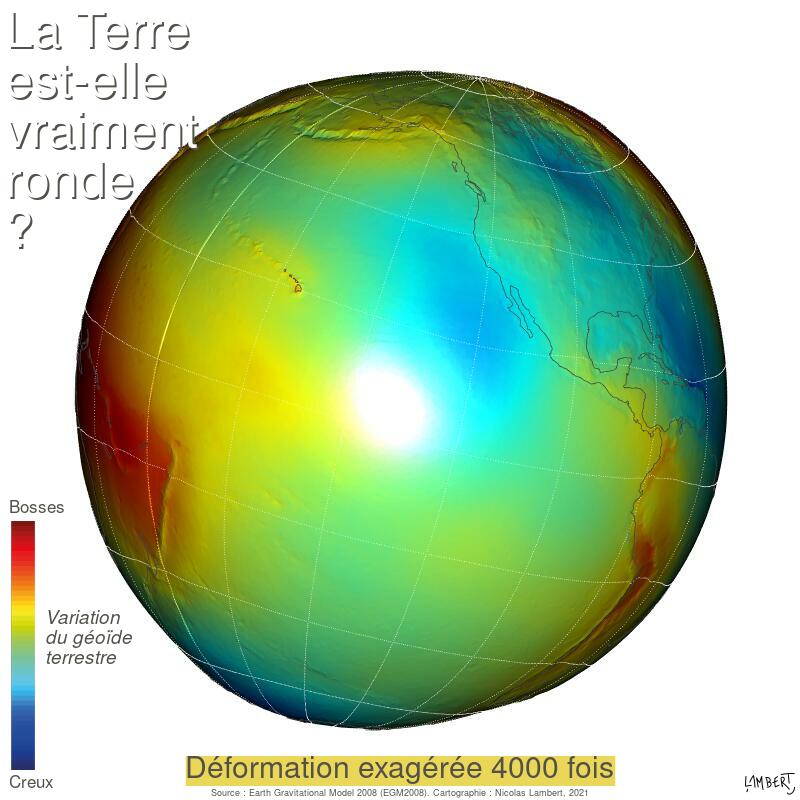 La Terre
est-elle
vraiment
ronde
?
Bosses
Variation
du géoïde
terrestre
Creux
Déformation exagérée 4000 fois
Source : Earth Gravitational Model 2008 (EGM2008). Cartographie : Nicolas Lambert, 2021
LAMBERT